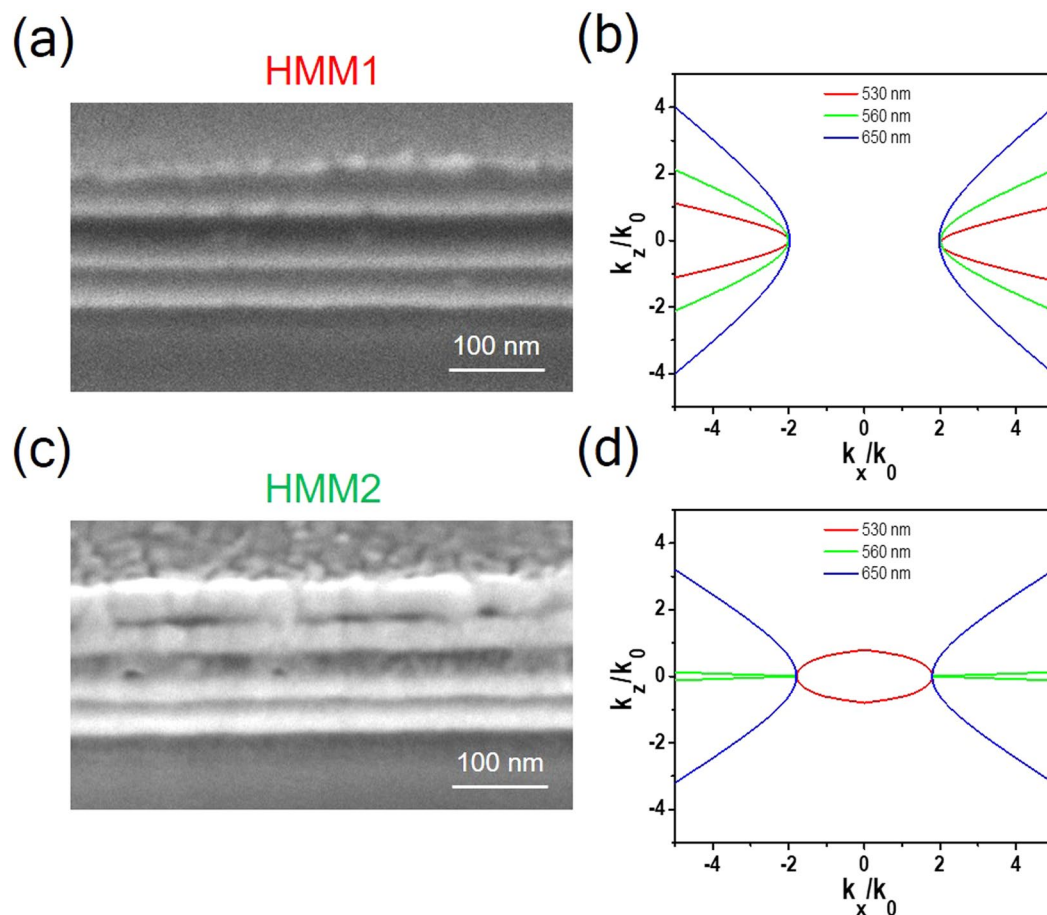 (a)
HMM1
100 nm
(b)
530 nm
560 nm
650 nm
4
2
0
-2
-4
k_z/k_0
-4 -2 0 2 4
k_x/k_0
(c)
HMM2
100 nm
(d)
530 nm
560 nm
650 nm
4
2
0
-2
-4
k_z/k_0
-4 -2 0 2 4
k_x/k_0